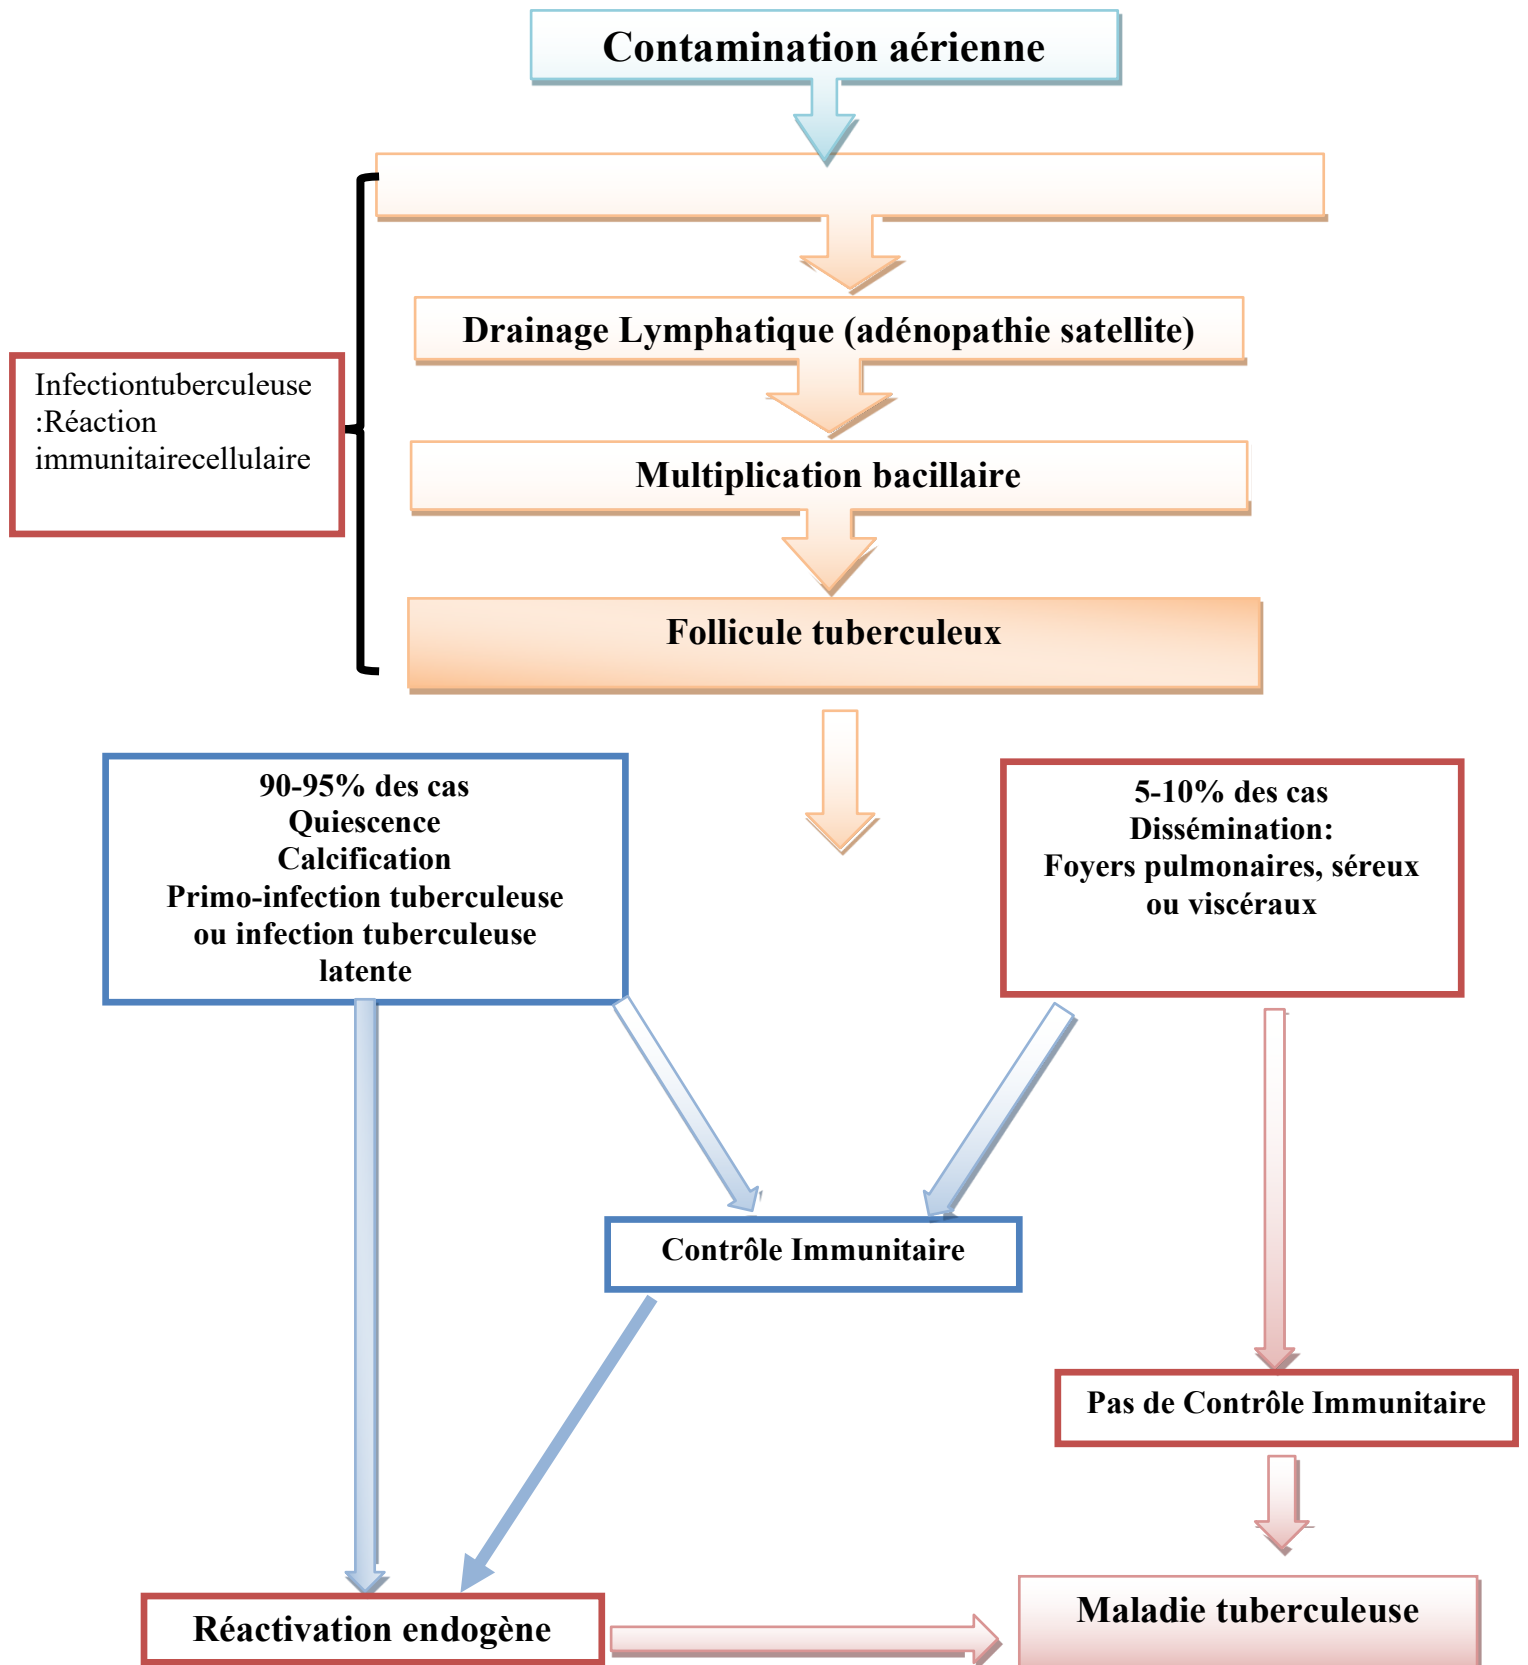 Contamination aérienne
Drainage Lymphatique (adénopathie satellite)
Infectiontuberculeuse
:Réaction
immunitairecellulaire
Multiplication bacillaire
Follicule tuberculeux
90-95% des cas
Quiescence
Calcification
Primo-infection tuberculeuse
ou infection tuberculeuse
latente
5-10% des cas
Dissémination:
Foyers pulmonaires, séreux
ou viscéraux
Contrôle Immunitaire
Pas de Contrôle Immunitaire
Réactivation endogène
Maladie tuberculeuse